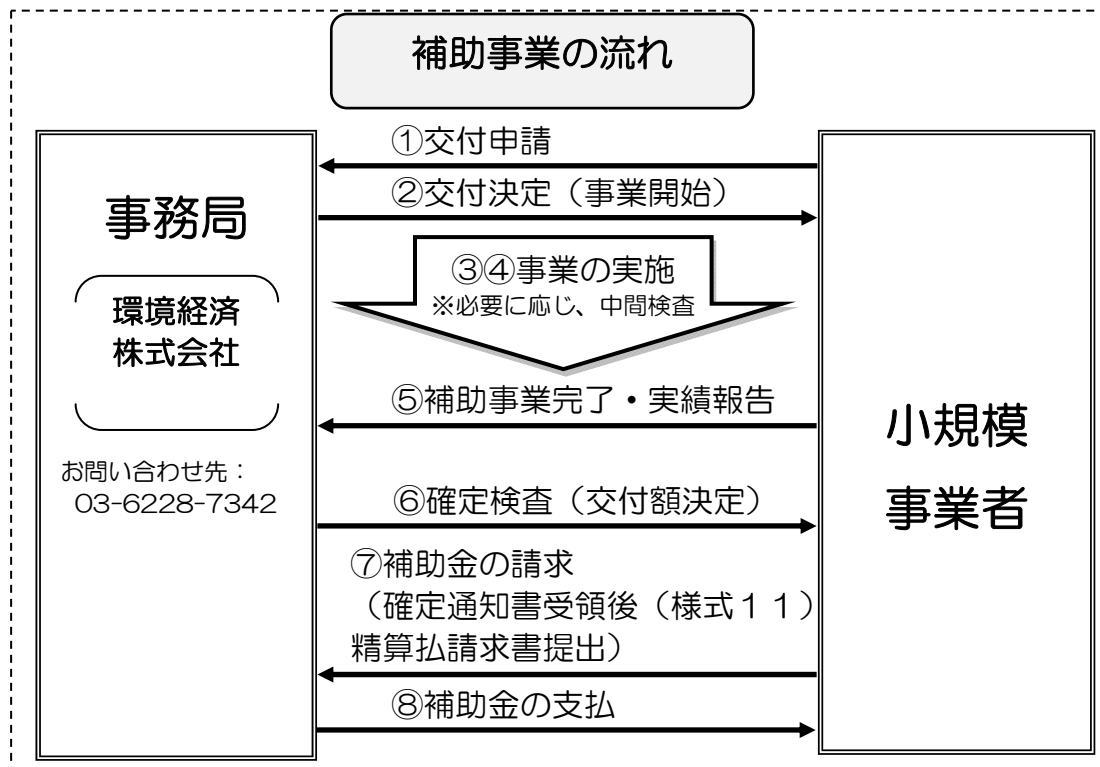 補助事業の流れ
事務局
環境経済
株式会社
お問い合わせ先：
03-6228-7342
①交付申請
②交付決定（事業開始）
③④事業の実施
※必要に応じ、中間検査
⑤補助事業完了・実績報告
⑥確定検査（交付額決定）
⑦補助金の請求
（確定通知書受領後（様式１１）
精算払請求書提出）
⑧補助金の支払
小規模
事業者